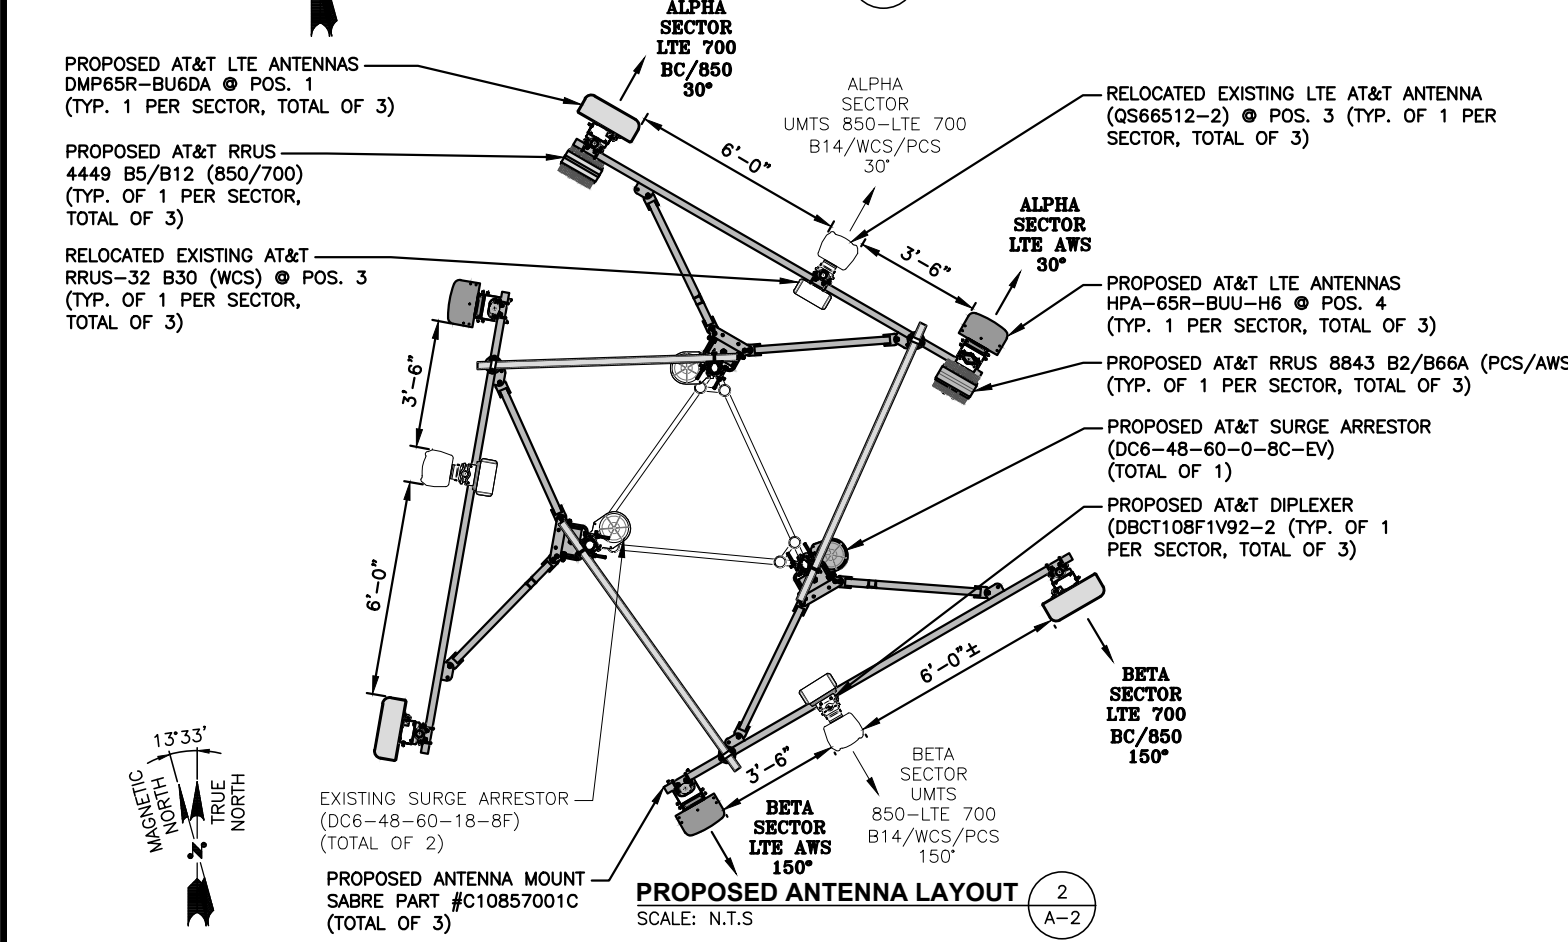 ALPHA
SECTOR
LTE 700
BC/850
30°
PROPOSED AT&T LTE ANTENNAS
DMP65R-BU6DA @ POS. 1
(TYP. 1 PER SECTOR, TOTAL OF 3)
PROPOSED AT&T RRUS
4449 B5/B12 (850/700)
(TYP. OF 1 PER SECTOR,
TOTAL OF 3)
RELOCATED EXISTING AT&T
RRUS-32 B30 (WCS) @ POS. 3
(TYP. OF 1 PER SECTOR,
TOTAL OF 3)
6'-0"
ALPHA
SECTOR
UMTS 850-LTE 700
B14/WCS/PCS
30°
3'-6"
ALPHA
SECTOR
LTE AWS
30°
RELOCATED EXISTING LTE AT&T ANTENNA
(QS66512-2) @ POS. 3 (TYP. OF 1 PER
SECTOR, TOTAL OF 3)
PROPOSED AT&T LTE ANTENNAS
HPA-65R-BUU-H6 @ POS. 4
(TYP. 1 PER SECTOR, TOTAL OF 3)
PROPOSED AT&T RRUS 8843 B2/B66A (PCS/AWS
(TYP. OF 1 PER SECTOR, TOTAL OF 3)
PROPOSED AT&T SURGE ARRESTOR
(DC6-48-60-0-8C-EV)
(TOTAL OF 1)
PROPOSED AT&T DIPLEXER
(DBCT108F1V92-2 (TYP. OF 1
PER SECTOR, TOTAL OF 3)
3'-6"
6'-0"
6'-0"±
3'-6"
BETA
SECTOR
LTE 700
BC/850
150°
BETA
SECTOR
UMTS
850-LTE 700
B14/WCS/PCS
150°
BETA
SECTOR
LTE AWS
150°
13°33'
MAGNETIC
NORTH
TRUE
NORTH
N
EXISTING SURGE ARRESTOR
(DC6-48-60-18-8F)
(TOTAL OF 2)
PROPOSED ANTENNA MOUNT
SABRE PART #C10857001C
(TOTAL OF 3)
PROPOSED ANTENNA LAYOUT
SCALE: N.T.S
2
A-2